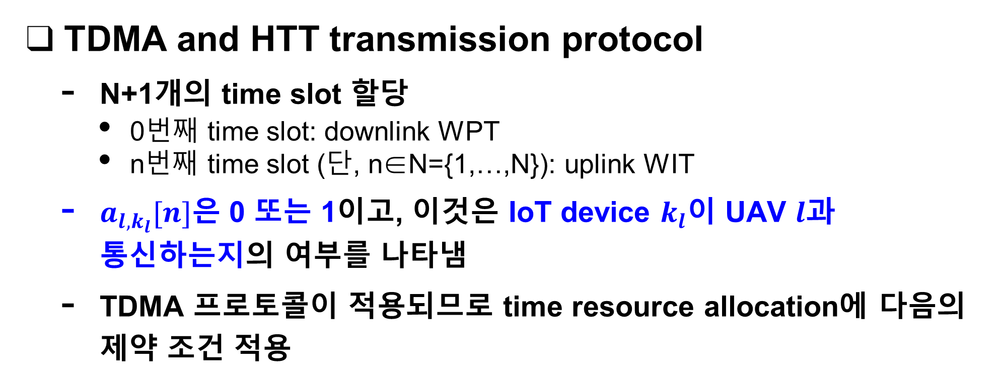 ❑ TDMA and HTT transmission protocol
- N+1개의 time slot 할당
• 0번째 time slot: downlink WPT
• n번째 time slot (단, n∈N={1,…,N}): uplink WIT
- $a_{l,k_l}[n]$은 0 또는 1이고, 이것은 IoT device $k_l$이 UAV $l$과
통신하는지의 여부를 나타냄
- TDMA 프로토콜이 적용되므로 time resource allocation에 다음의
제약 조건 적용